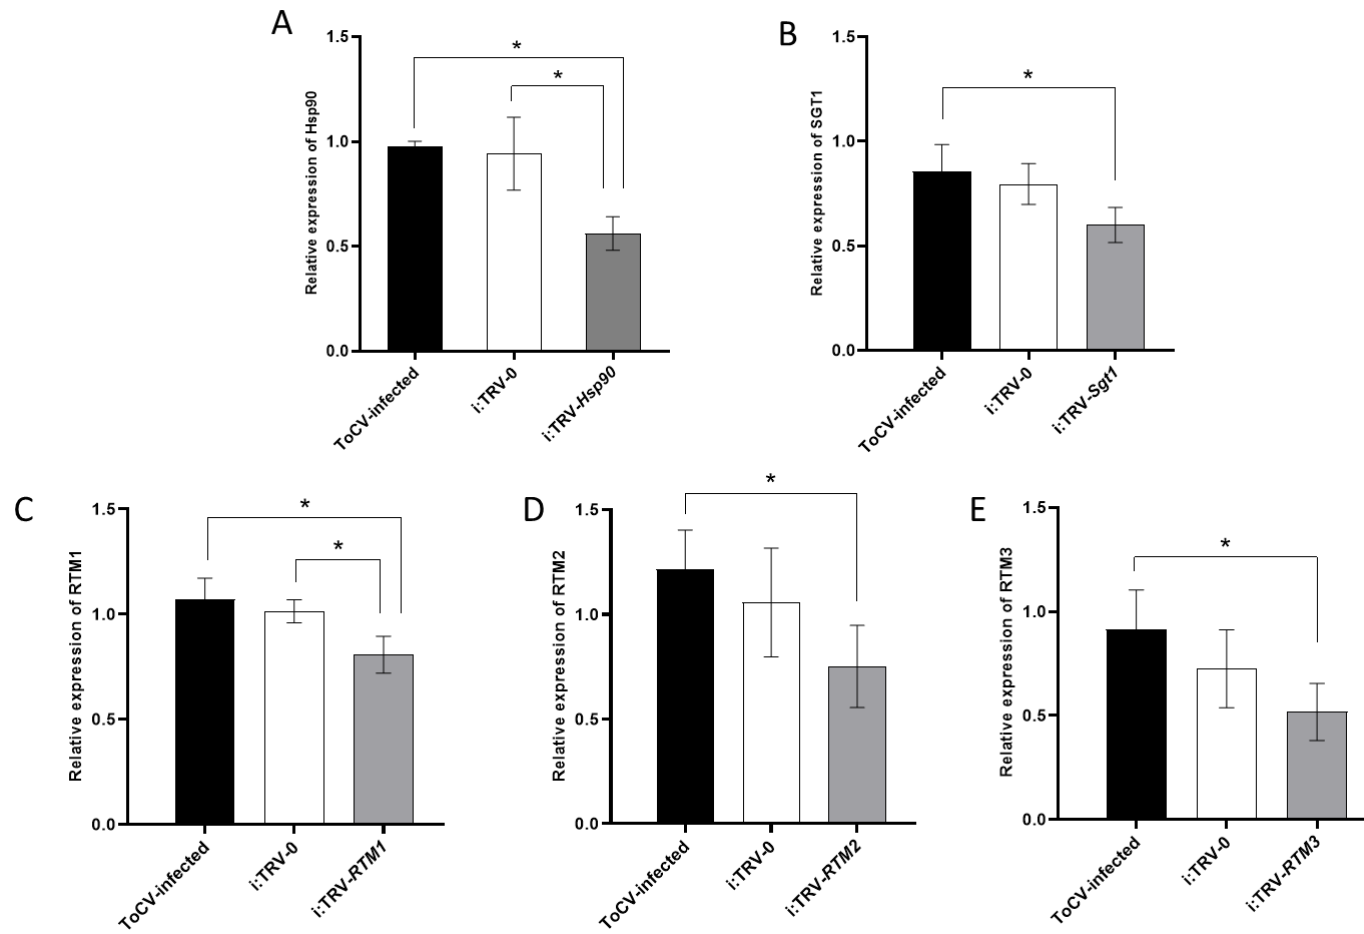 A
Relative expression of Hsp90
1.5
1.0
0.5
0.0
*
*
ToCV-infected
i:TRV-0
i:TRV-Hsp90
B
Relative expression of SGT1
1.5
1.0
0.5
0.0
*
ToCV-infected
i:TRV-0
i:TRV-Sgt1
C
Relative expression of RTM1
1.5
1.0
0.5
0.0
*
*
ToCV-infected
i:TRV-0
i:TRV-RTM1
D
Relative expression of RTM2
1.5
1.0
0.5
0.0
*
ToCV-infected
i:TRV-0
i:TRV-RTM2
E
Relative expression of RTM3
1.5
1.0
0.5
0.0
*
ToCV-infected
i:TRV-0
i:TRV-RTM3